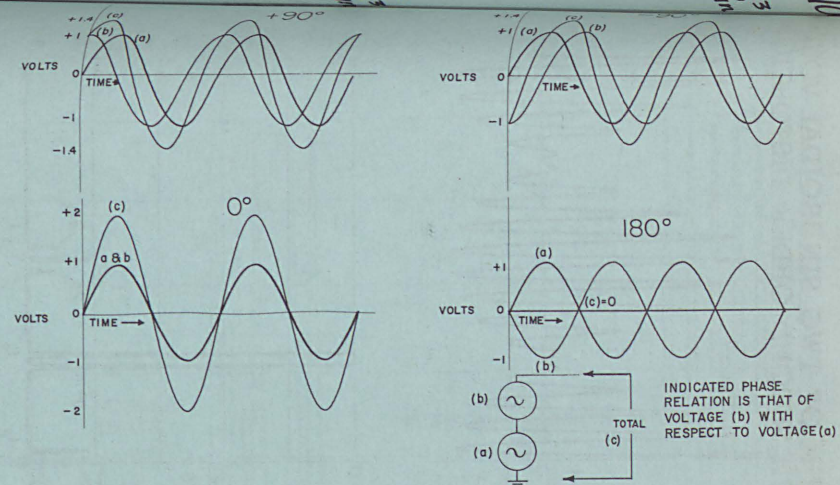 +1.4
(c)
+90°
+1
(b)
(a)
VOLTS
0
TIME→
-1
-1.4
+1.4
(c)
+1
(a)
(b)
VOLTS
0
TIME→
-1
+2
(c)
0°
+1
a & b
VOLTS
0
TIME →
-1
-2
180°
+1
(a)
VOLTS
0
(c)=0
TIME→
-1
(b)
(b)
TOTAL
(c)
(a)
INDICATED PHASE
RELATION IS THAT OF
VOLTAGE (b) WITH
RESPECT TO VOLTAGE (a)